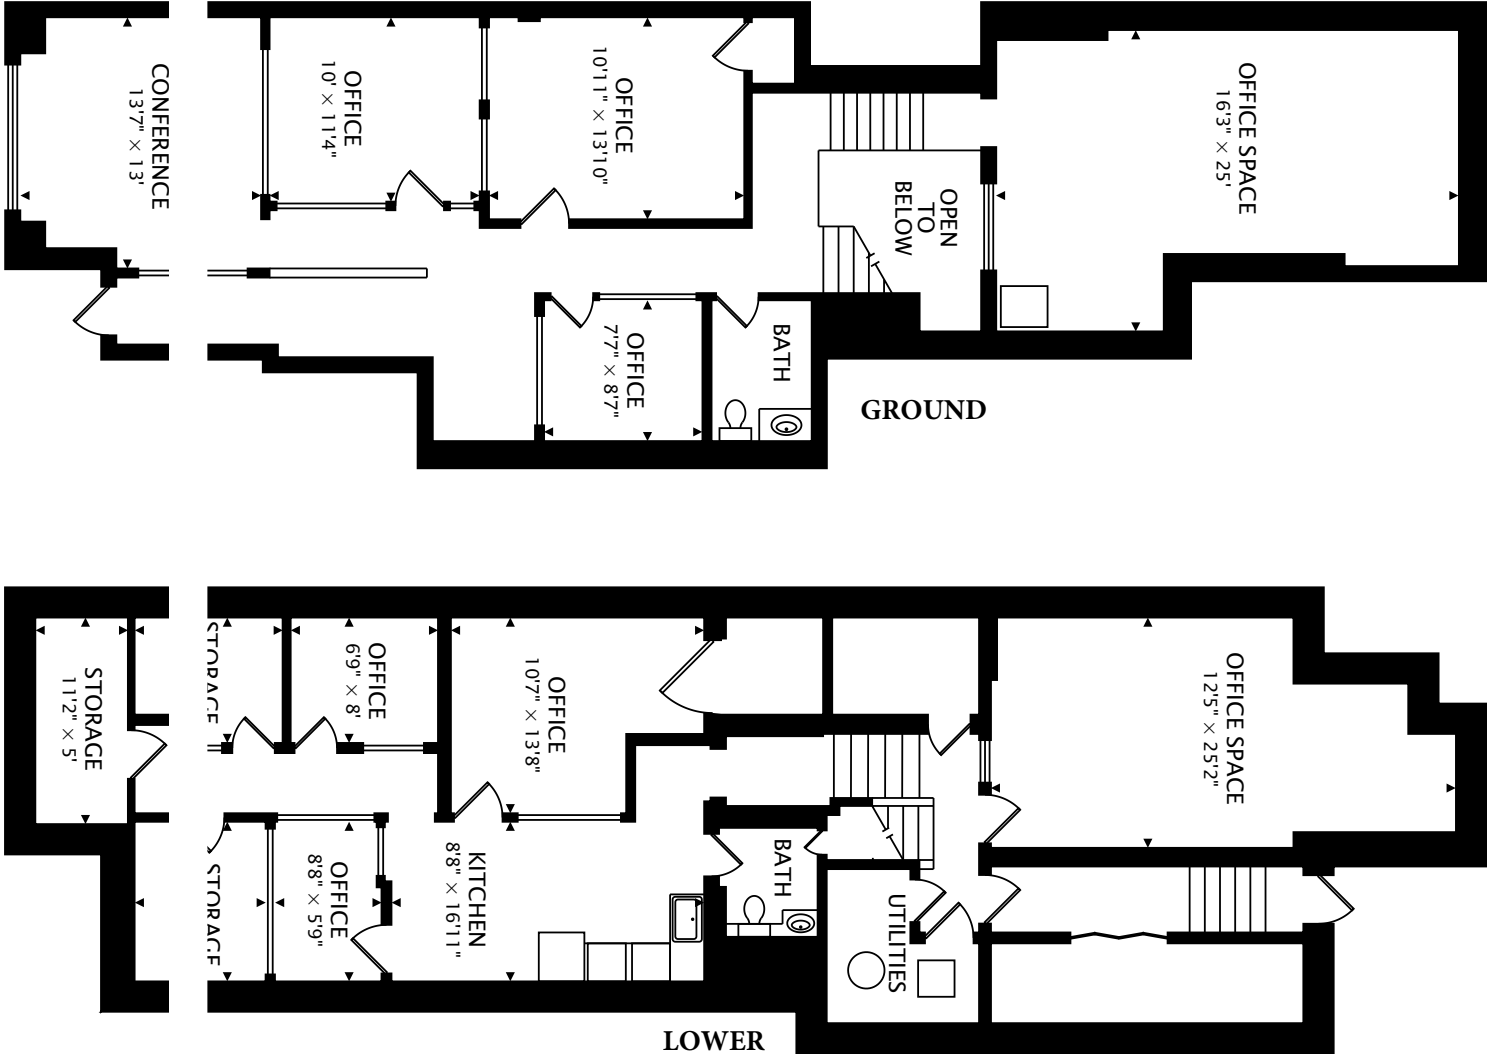 CONFERENCE
13'7" × 13'
OFFICE
10' × 11'4"
OFFICE
10'11" × 13'10"
OFFICE SPACE
16'3" × 25'
OPEN
TO
BELOW
OFFICE
7'7" × 8'7"
BATH
GROUND
STORAGE
11'2" × 5'
STORAGE
OFFICE
6'9" × 8'
OFFICE
10'7" × 13'8"
OFFICE SPACE
12'5" × 25'2"
STORAGE
OFFICE
8'8" × 5'9"
KITCHEN
8'8" × 16'11"
BATH
UTILITIES
LOWER